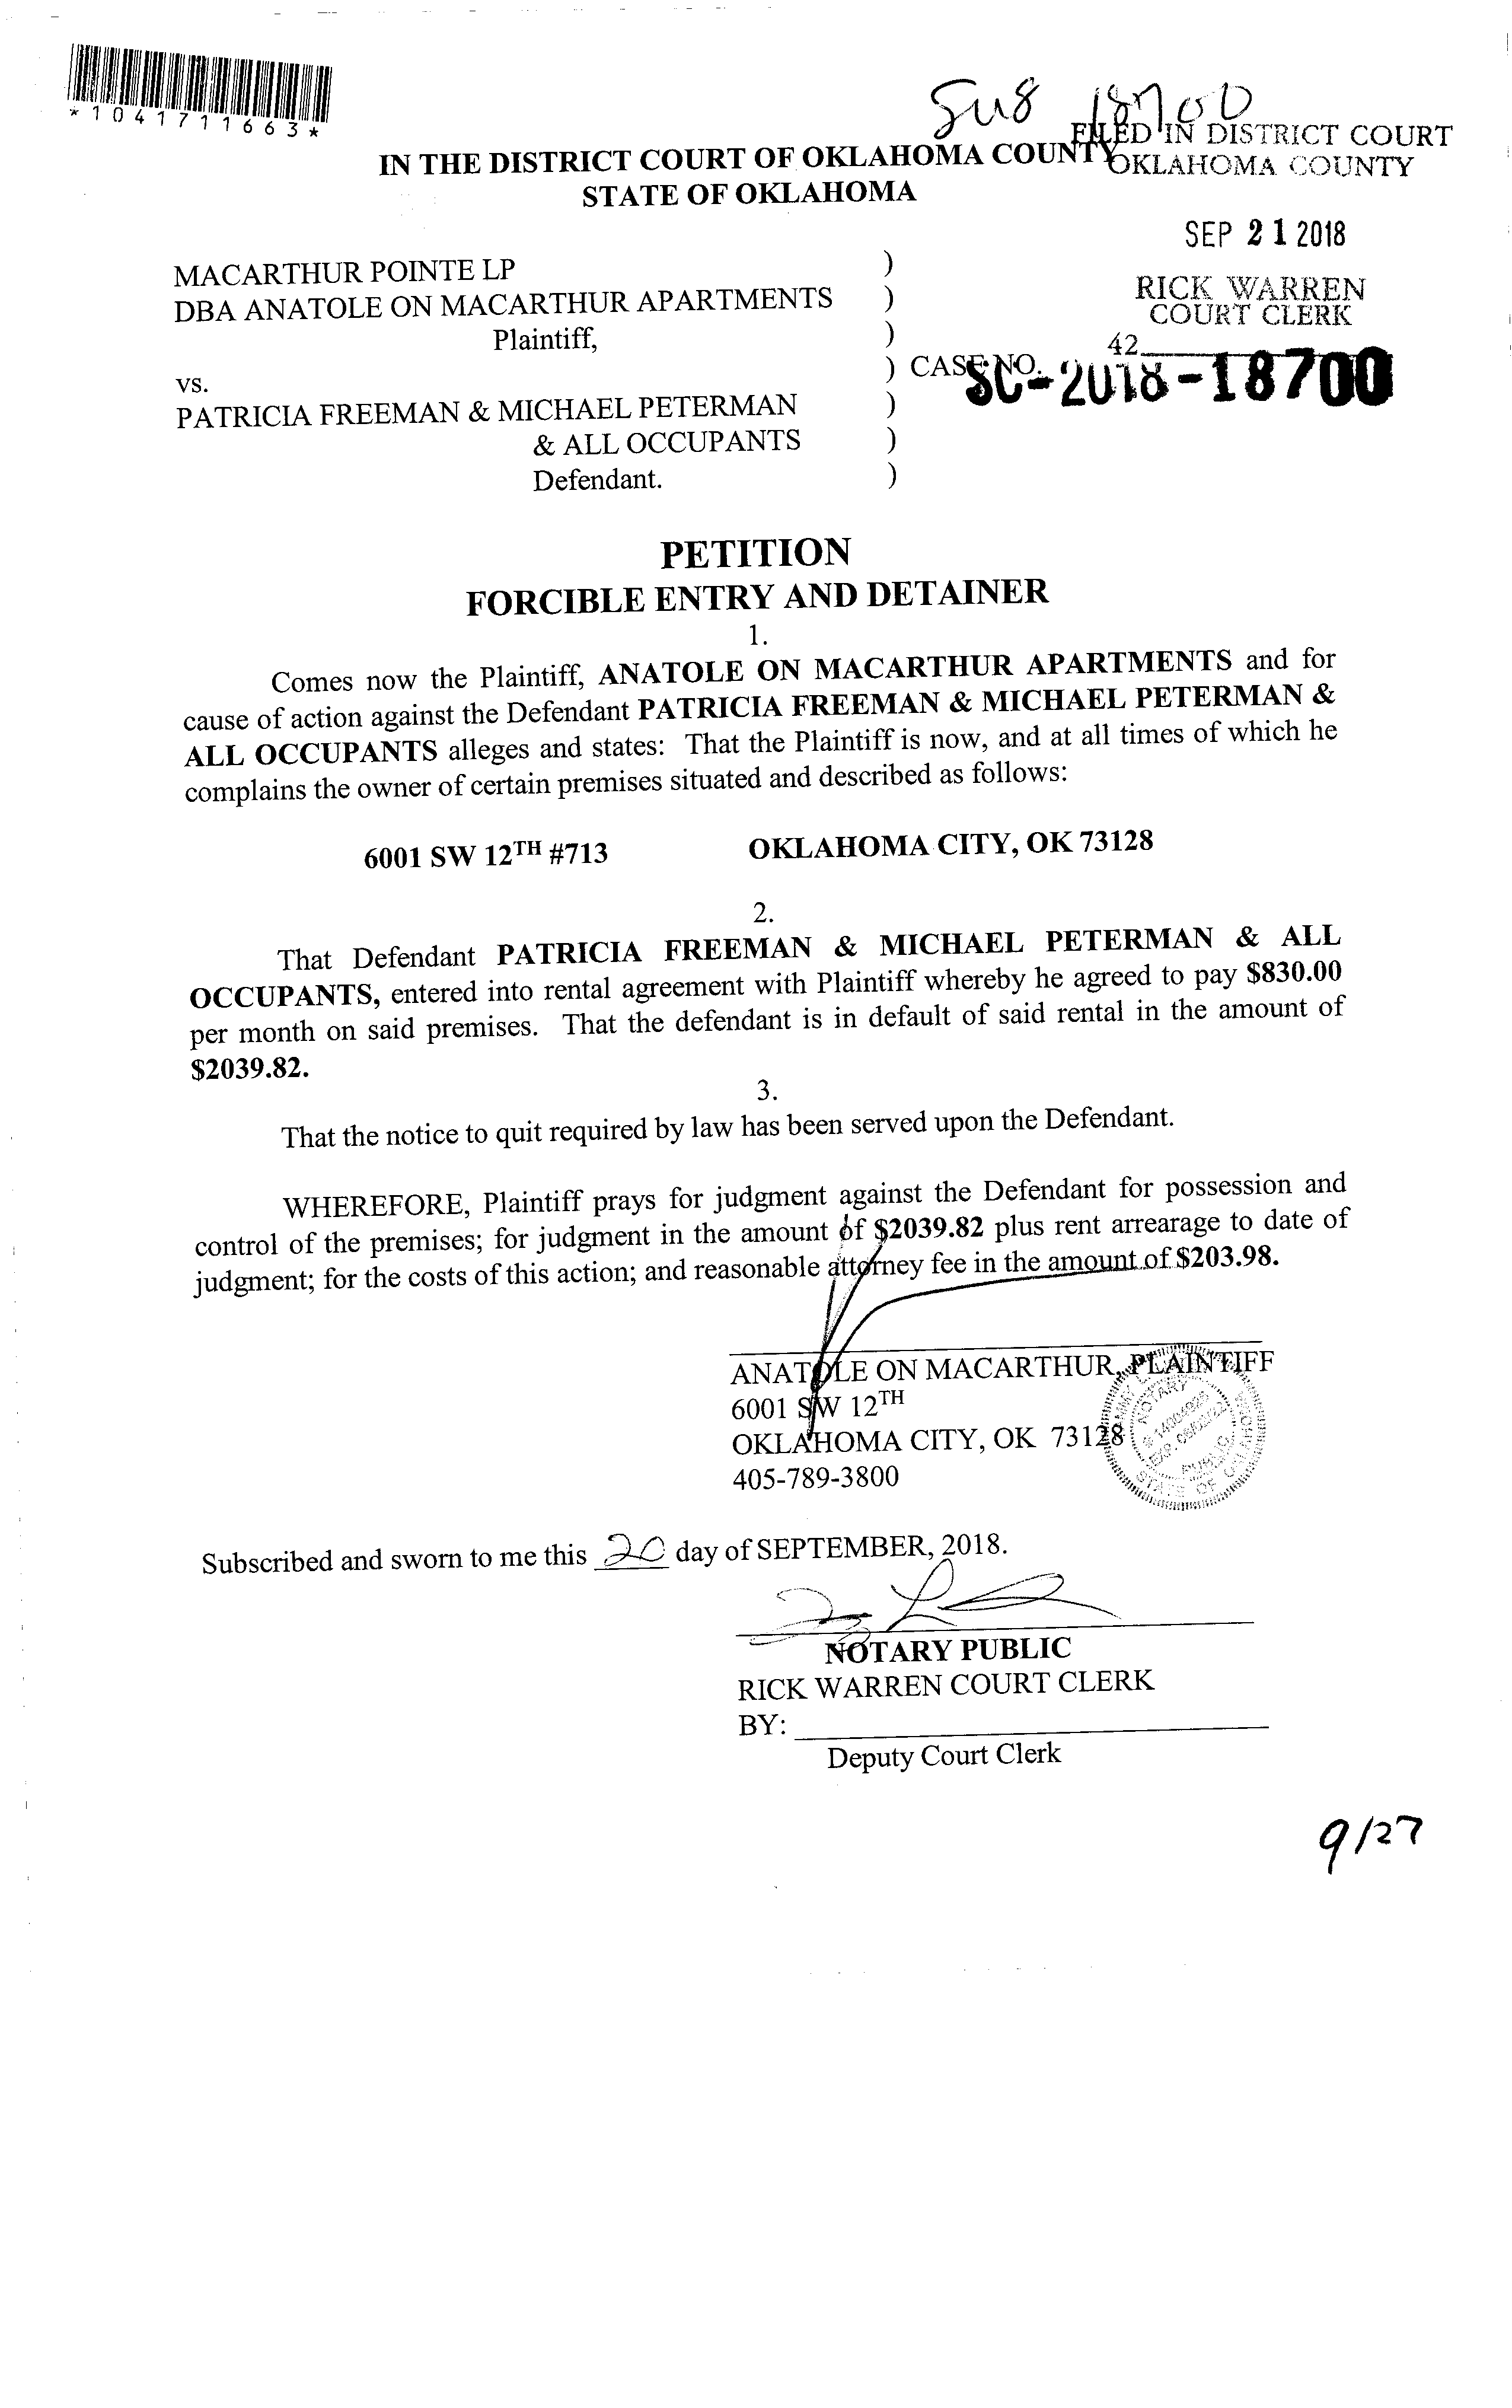 *1041711663*
SU8 18700
FILED IN DISTRICT COURT
OKLAHOMA COUNTY
IN THE DISTRICT COURT OF OKLAHOMA COUNTY
STATE OF OKLAHOMA
SEP 21 2018
RICK WARREN
COURT CLERK
42
MACARTHUR POINTE LP )
DBA ANATOLE ON MACARTHUR APARTMENTS )
Plaintiff, )
vs. ) CASE NO. SC-2018-18700
PATRICIA FREEMAN & MICHAEL PETERMAN )
& ALL OCCUPANTS )
Defendant. )
PETITION
FORCIBLE ENTRY AND DETAINER
1.
Comes now the Plaintiff, ANATOLE ON MACARTHUR APARTMENTS and for
cause of action against the Defendant PATRICIA FREEMAN & MICHAEL PETERMAN &
ALL OCCUPANTS alleges and states: That the Plaintiff is now, and at all times of which he
complains the owner of certain premises situated and described as follows:
6001 SW 12TH #713 OKLAHOMA CITY, OK 73128
2.
That Defendant PATRICIA FREEMAN & MICHAEL PETERMAN & ALL
OCCUPANTS, entered into rental agreement with Plaintiff whereby he agreed to pay $830.00
per month on said premises. That the defendant is in default of said rental in the amount of
$2039.82.
3.
That the notice to quit required by law has been served upon the Defendant.
WHEREFORE, Plaintiff prays for judgment against the Defendant for possession and
control of the premises; for judgment in the amount of $2039.82 plus rent arrearage to date of
judgment; for the costs of this action; and reasonable attorney fee in the amount of $203.98.
ANATOLE ON MACARTHUR, PLAINTIFF
6001 SW 12TH
OKLAHOMA CITY, OK 73128
405-789-3800
NOTARY
PUBLIC
STATE OF OKLAHOMA
Subscribed and sworn to me this 20 day of SEPTEMBER, 2018.
NOTARY PUBLIC
RICK WARREN COURT CLERK
BY:
Deputy Court Clerk
9/27